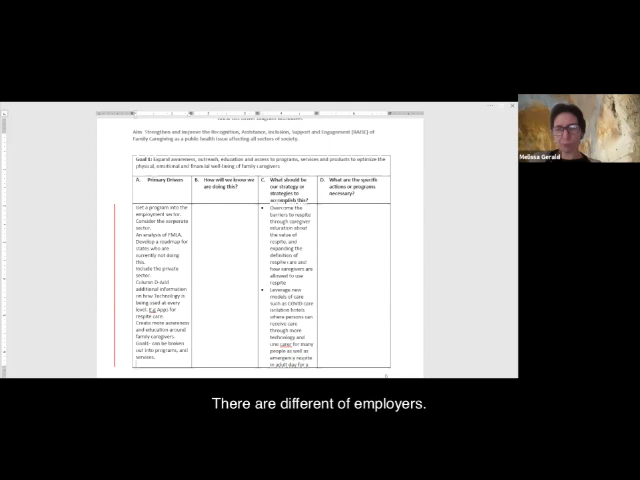 Aim Strengthen and Improve the Recognition, Assistance, Inclusion, Support and Engagement (RAISE) of
Family Caregiving as a public health issue affecting all sectors of society.
Goal 1: Expand awareness, outreach, education and access to programs, services and products to optimize the
physical, emotional and financial well-being of family caregivers
A. Primary Drivers
B. How will we know we
are doing this?
C. What should be
our strategy or
strategies to
accomplish this?
D. What are the specific
actions or programs
necessary?
Get a program into the
employment sector.
Consider the corporate
sector.
An analysis of FMLA.
Develop a roadmap for
states who are
currently not doing
this.
Include the private
sector.
Column D-Add
additional information
on how Technology is
being used at every
level. E.g Apps for
respite care.
Create more awareness
and education around
family caregivers.
Goals- can be broken
out into programs, and
services.
• Overcome the
barriers to respite
through caregiver
education about
the value of
respite, and
expanding the
definition of
respite care and
how caregivers are
allowed to use
respite
• Leverage new
models of care
such as COVID care
isolation hotels
where persons can
receive care
through more
technology and
use Later for many
people as well as
emergency respite
in adult day for a
Melissa Gerald
There are different of employers.